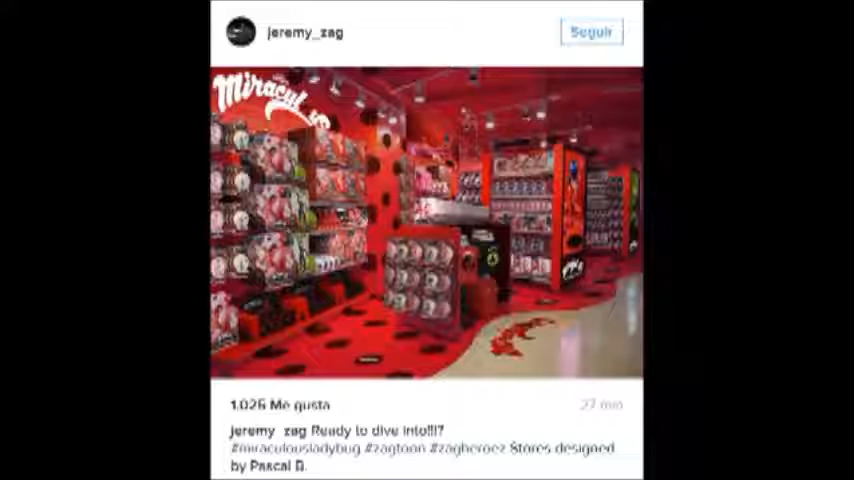 jeremy_zag
Seguir
Miraculous
1.025 Me gusta
27 min
jeremy_zag Ready to dive into!!!?
#miraculousladybug #zagtoon #zagheroez Stores designed
by Pascal B.